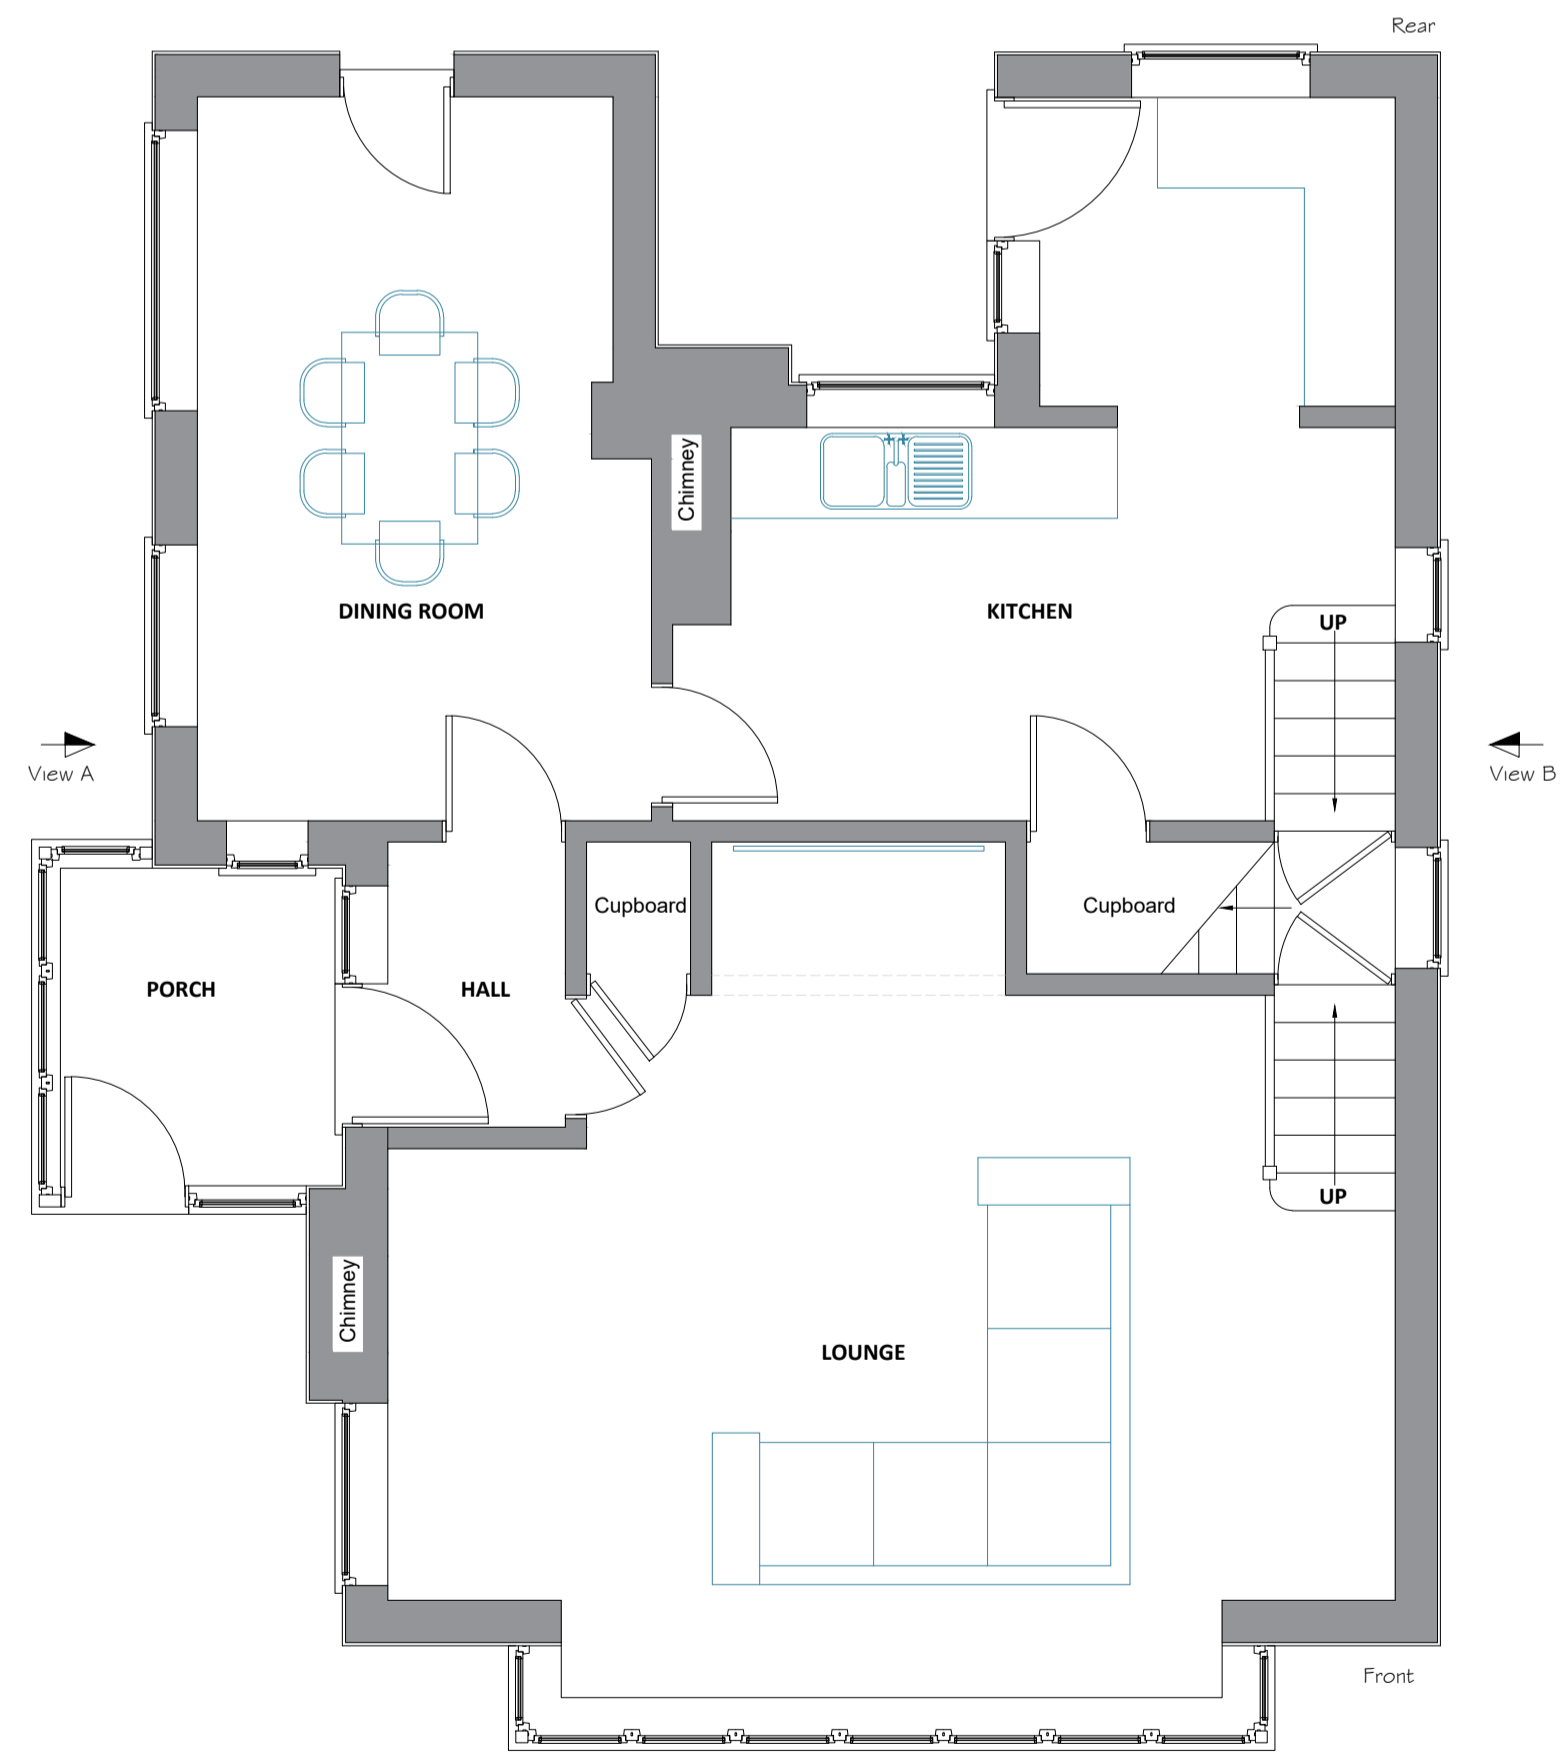 Rear
Chimney
DINING ROOM
KITCHEN
UP
View A
View B
Cupboard
Cupboard
PORCH
HALL
UP
Chimney
LOUNGE
Front